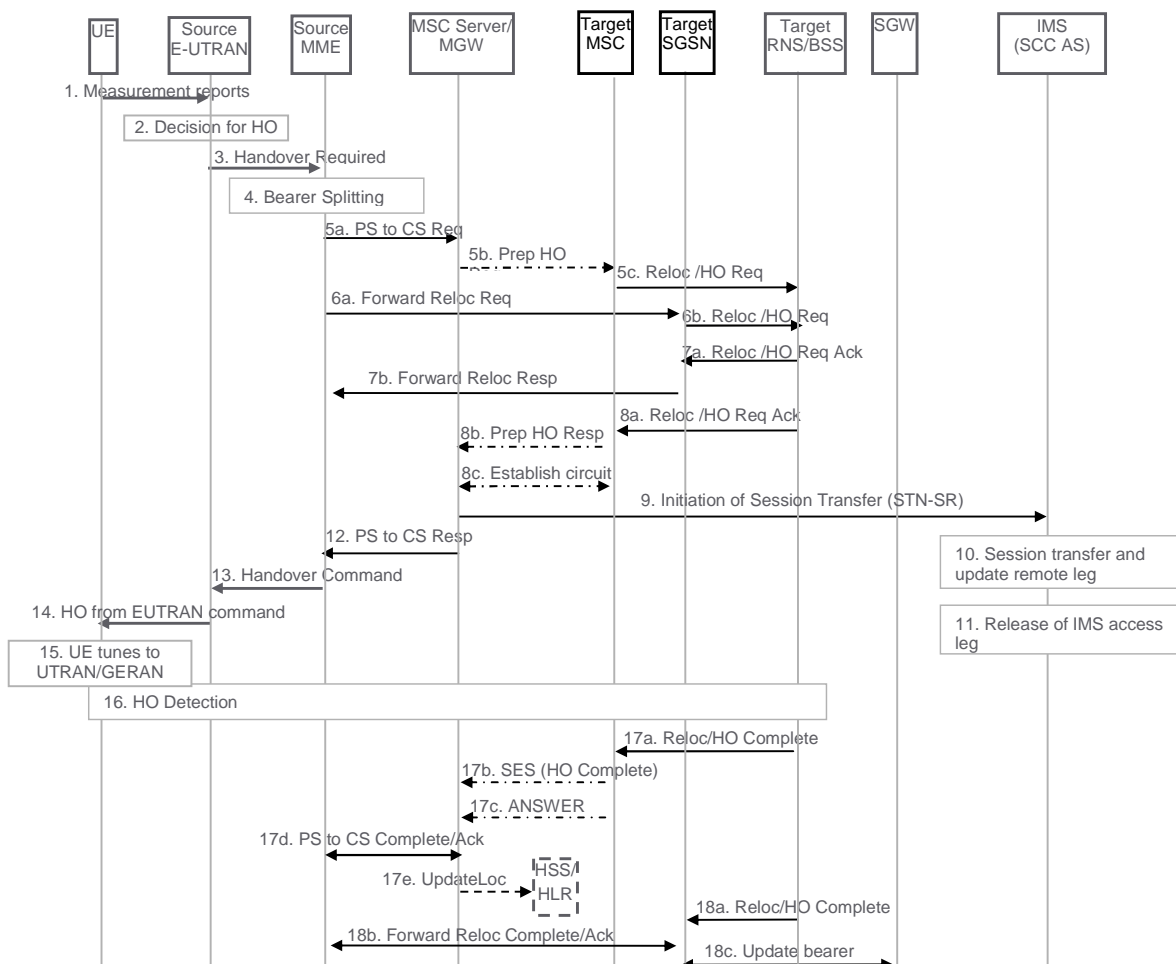 UE
Source
E-UTRAN
Source
MME
MSC Server/
MGW
Target
MSC
Target
SGSN
Target
RNS/BSS
SGW
IMS
(SCC AS)
1. Measurement reports
2. Decision for HO
3. Handover Required
4. Bearer Splitting
5a. PS to CS Req
5b. Prep HO
5c. Reloc /HO Req
6a. Forward Reloc Req
6b. Reloc /HO Req
7a. Reloc /HO Req Ack
7b. Forward Reloc Resp
8a. Reloc /HO Req Ack
8b. Prep HO Resp
8c. Establish circuit
9. Initiation of Session Transfer (STN-SR)
12. PS to CS Resp
10. Session transfer and
update remote leg
13. Handover Command
14. HO from EUTRAN command
11. Release of IMS access
leg
15. UE tunes to
UTRAN/GERAN
16. HO Detection
17a. Reloc/HO Complete
17b. SES (HO Complete)
17c. ANSWER
17d. PS to CS Complete/Ack
17e. UpdateLoc
HSS/
HLR
18a. Reloc/HO Complete
18b. Forward Reloc Complete/Ack
18c. Update bearer